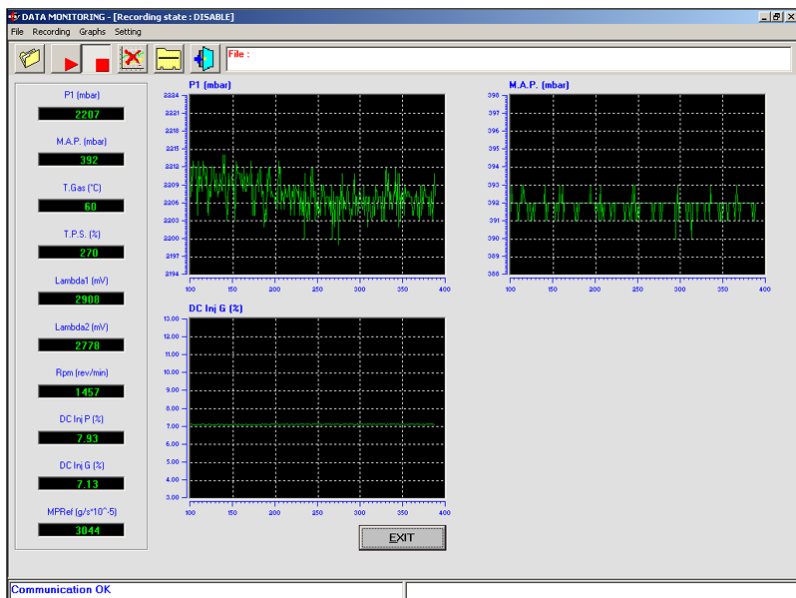 DATA MONITORING - [Recording state : DISABLE]
File Recording Graphs Setting
File :
P1 (mbar)
2207
M.A.P. (mbar)
392
T.Gas (°C)
60
T.P.S. (%)
270
Lambda1 (mV)
2908
Lambda2 (mV)
2778
Rpm (rev/min)
1457
DC Inj P (%)
7.93
DC Inj G (%)
7.13
MPRef (g/s*10^-5)
3044
P1 (mbar)
2224
2221
2218
2215
2212
2209
2206
2203
2200
2197
2194
100 150 200 250 300 350 400
M.A.P. (mbar)
398
397
396
395
394
393
392
391
390
389
388
100 150 200 250 300 350 400
DC Inj G (%)
13.00
12.00
11.00
10.00
9.00
8.00
7.00
6.00
5.00
4.00
3.00
100 150 200 250 300 350 400
EXIT
Communication OK